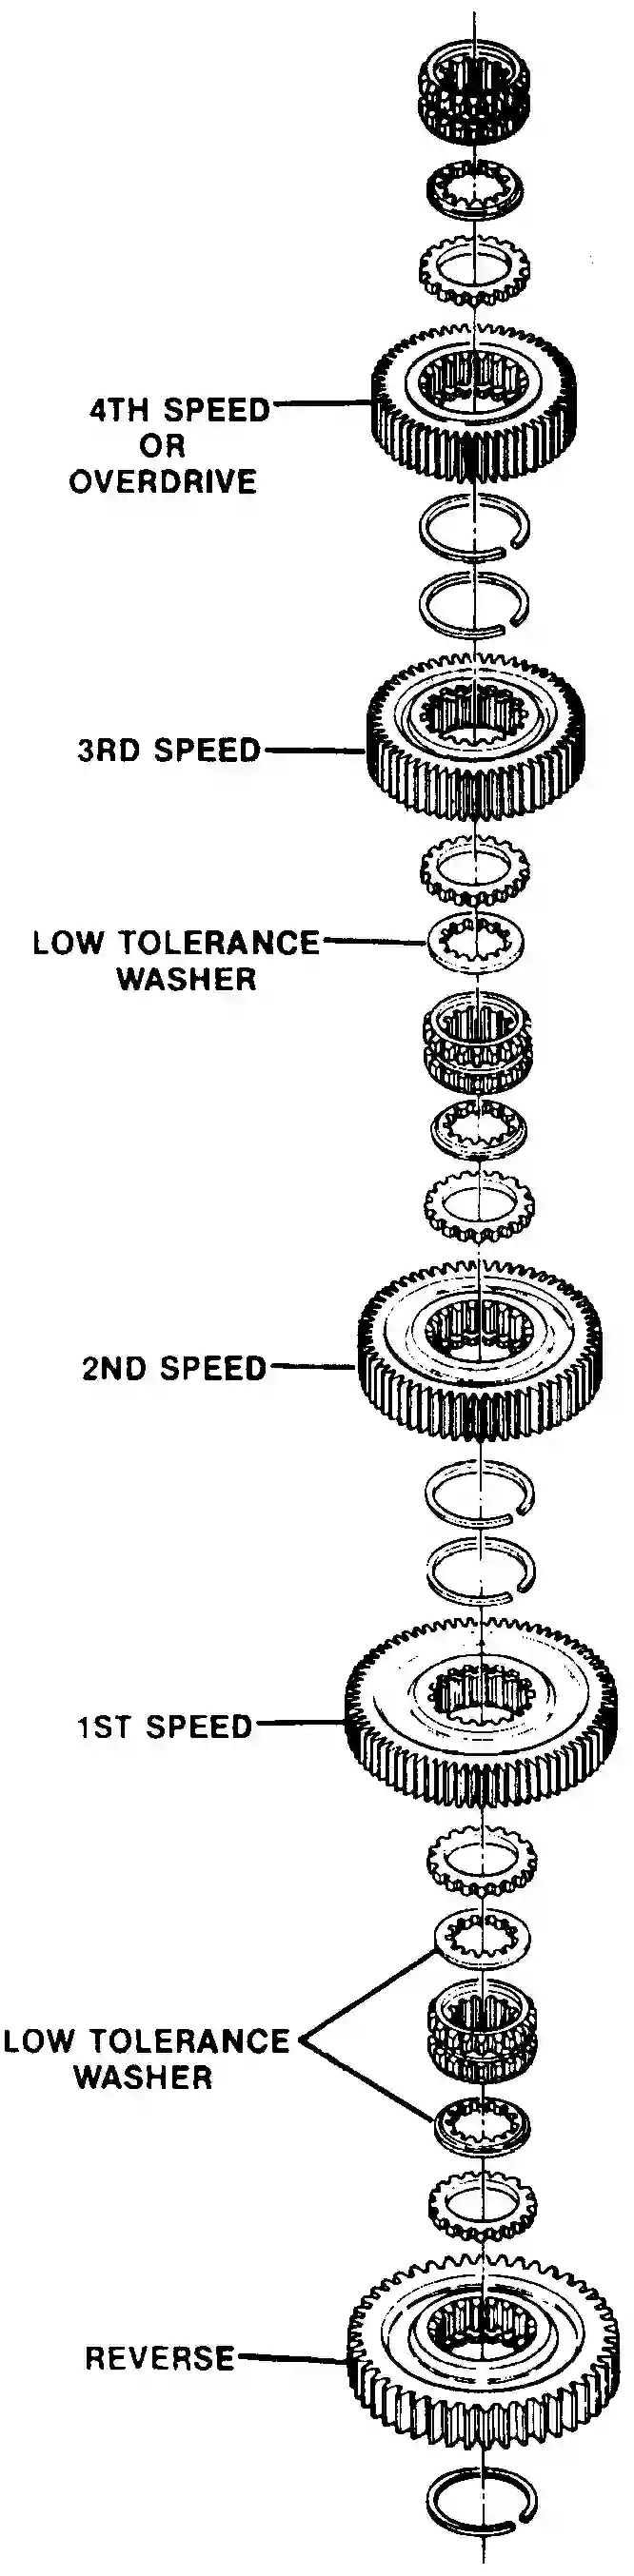 4TH SPEED
OR
OVERDRIVE
3RD SPEED
LOW TOLERANCE
WASHER
2ND SPEED
1ST SPEED
LOW TOLERANCE
WASHER
REVERSE